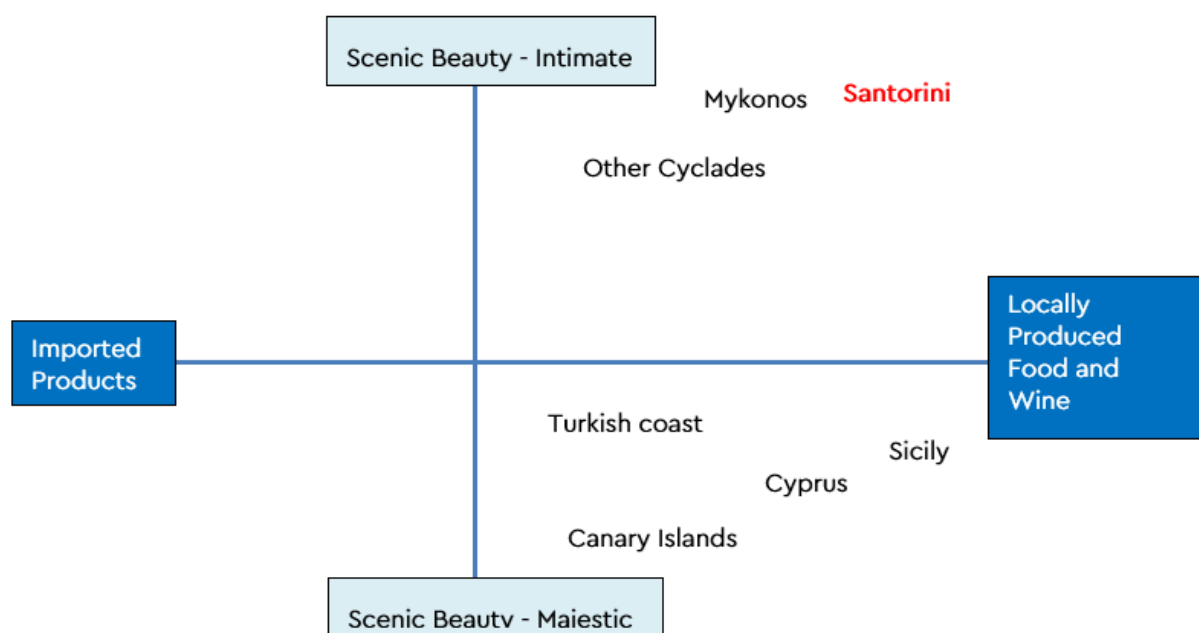 Scenic Beauty - Intimate
Mykonos
Santorini
Other Cyclades
Locally
Produced
Food and
Wine
Imported
Products
Turkish coast
Sicily
Cyprus
Canary Islands
Scenic Beauty - Majestic